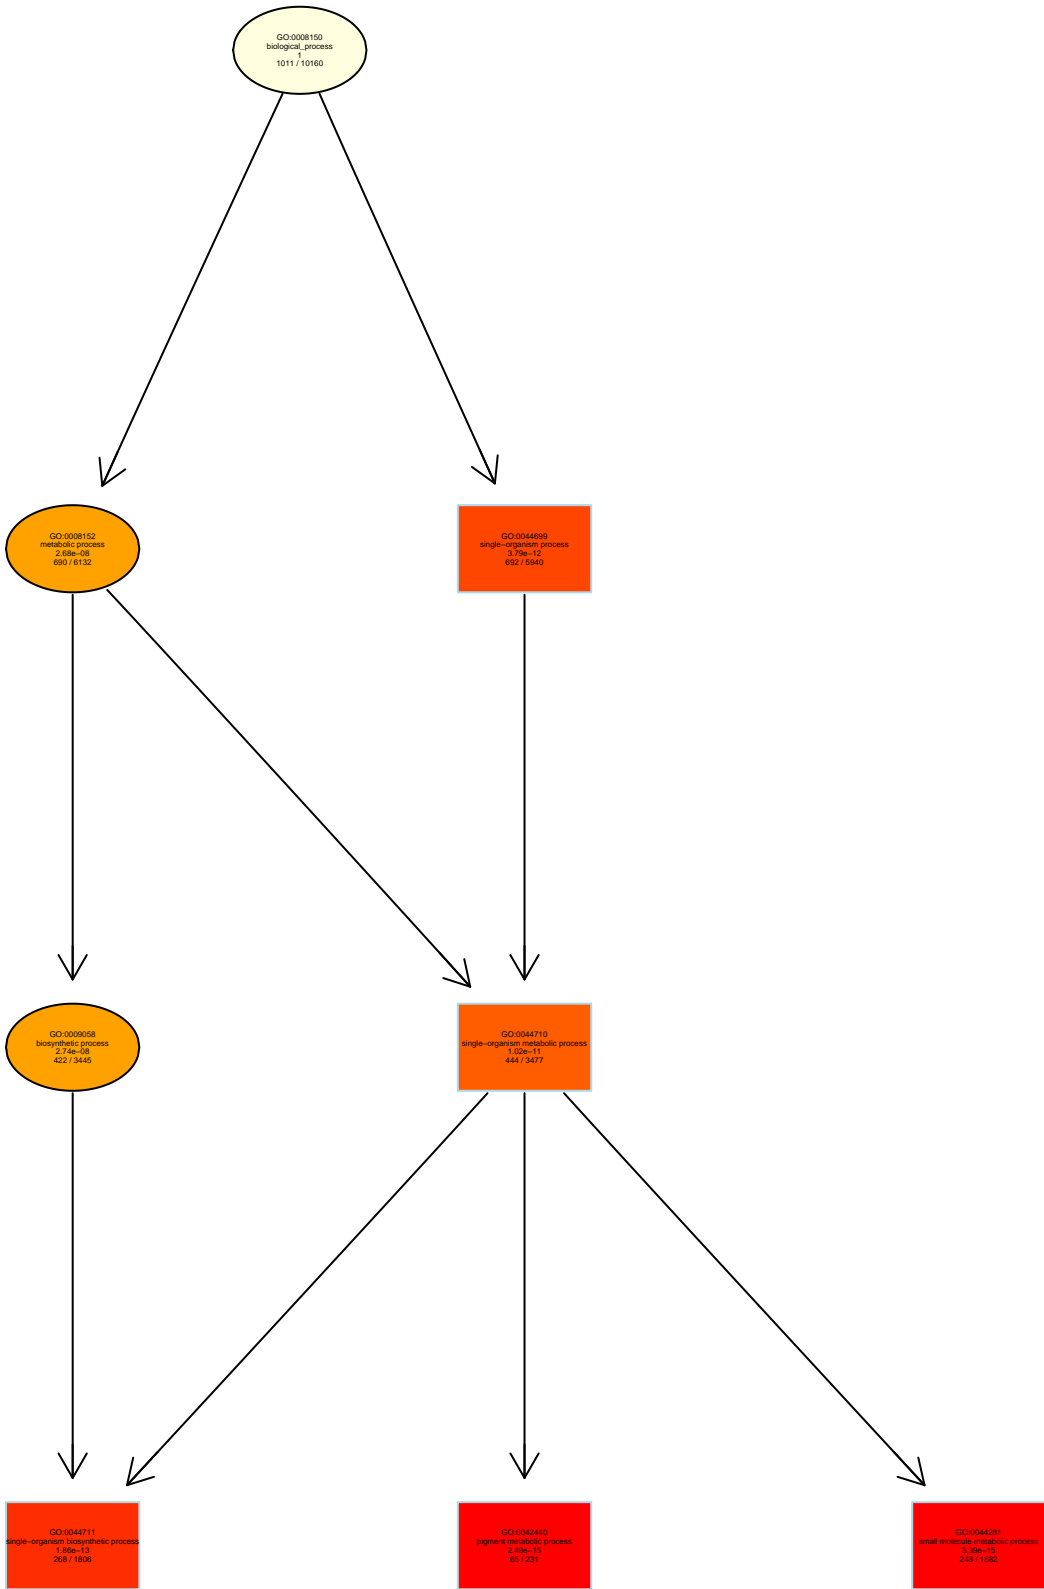 GO:0008150
biological_process
1
1011 / 10160
GO:0008152
metabolic process
2.68e−08
690 / 6132
GO:0044699
single−organism process
3.79e−12
692 / 5940
GO:0009058
biosynthetic process
2.74e−08
422 / 3445
GO:0044710
single−organism metabolic process
1.02e−11
444 / 3477
GO:0044711
single−organism biosynthetic process
1.86e−13
268 / 1806
GO:0042440
pigment metabolic process
2.49e−15
65 / 231
GO:0044281
small molecule metabolic process
3.39e−15
248 / 1582